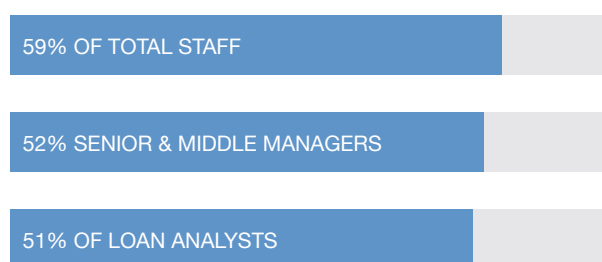 59% OF TOTAL STAFF
52% SENIOR & MIDDLE MANAGERS
51% OF LOAN ANALYSTS